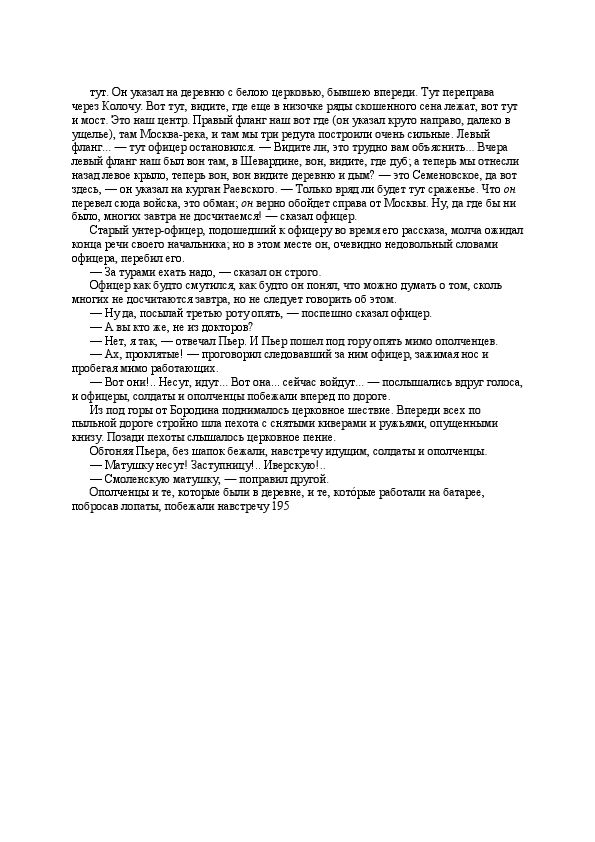 тут. Он указал на деревню с белою церковью, бывшею впереди. Тут переправа
через Колочу. Вот тут, видите, где еще в низочке ряды скошенного сена лежат, вот тут
и мост. Это наш центр. Правый фланг наш вот где (он указал круто направо, далеко в
ущелье), там Москва-река, и там мы три редута построили очень сильные. Левый
фланг... — тут офицер остановился. — Видите ли, это трудно вам объяснить... Вчера
левый фланг наш был вон там, в Шевардине, вон, видите, где дуб; а теперь мы отнесли
назад левое крыло, теперь вон, вон видите деревню и дым? — это Семеновское, да вот
здесь, — он указал на курган Раевского. — Только вряд ли будет тут сраженье. Что он
перевел сюда войска, это обман; он верно обойдет справа от Москвы. Ну, да где бы ни
было, многих завтра не досчитаемся! — сказал офицер.
Старый унтер-офицер, подошедший к офицеру во время его рассказа, молча ожидал
конца речи своего начальника; но в этом месте он, очевидно недовольный словами
офицера, перебил его.
— За турами ехать надо, — сказал он строго.
Офицер как будто смутился, как будто он понял, что можно думать о том, сколь
многих не досчитаются завтра, но не следует говорить об этом.
— Ну да, посылай третью роту опять, — поспешно сказал офицер.
— А вы кто же, не из докторов?
— Нет, я так, — отвечал Пьер. И Пьер пошел под гору опять мимо ополченцев.
— Ах, проклятые! — проговорил следовавший за ним офицер, зажимая нос и
пробегая мимо работающих.
— Вот они!.. Несут, идут... Вот она... сейчас войдут... — послышались вдруг голоса,
и офицеры, солдаты и ополченцы побежали вперед по дороге.
Из под горы от Бородина поднималось церковное шествие. Впереди всех по
пыльной дороге стройно шла пехота с снятыми киверами и ружьями, опущенными
книзу. Позади пехоты слышалось церковное пение.
Обгоняя Пьера, без шапок бежали, навстречу идущим, солдаты и ополченцы.
— Матушку несут! Заступницу!.. Иверскую!..
— Смоленскую матушку, — поправил другой.
Ополченцы и те, которые были в деревне, и те, кото́рые работали на батарее,
побросав лопаты, побежали навстречу 195